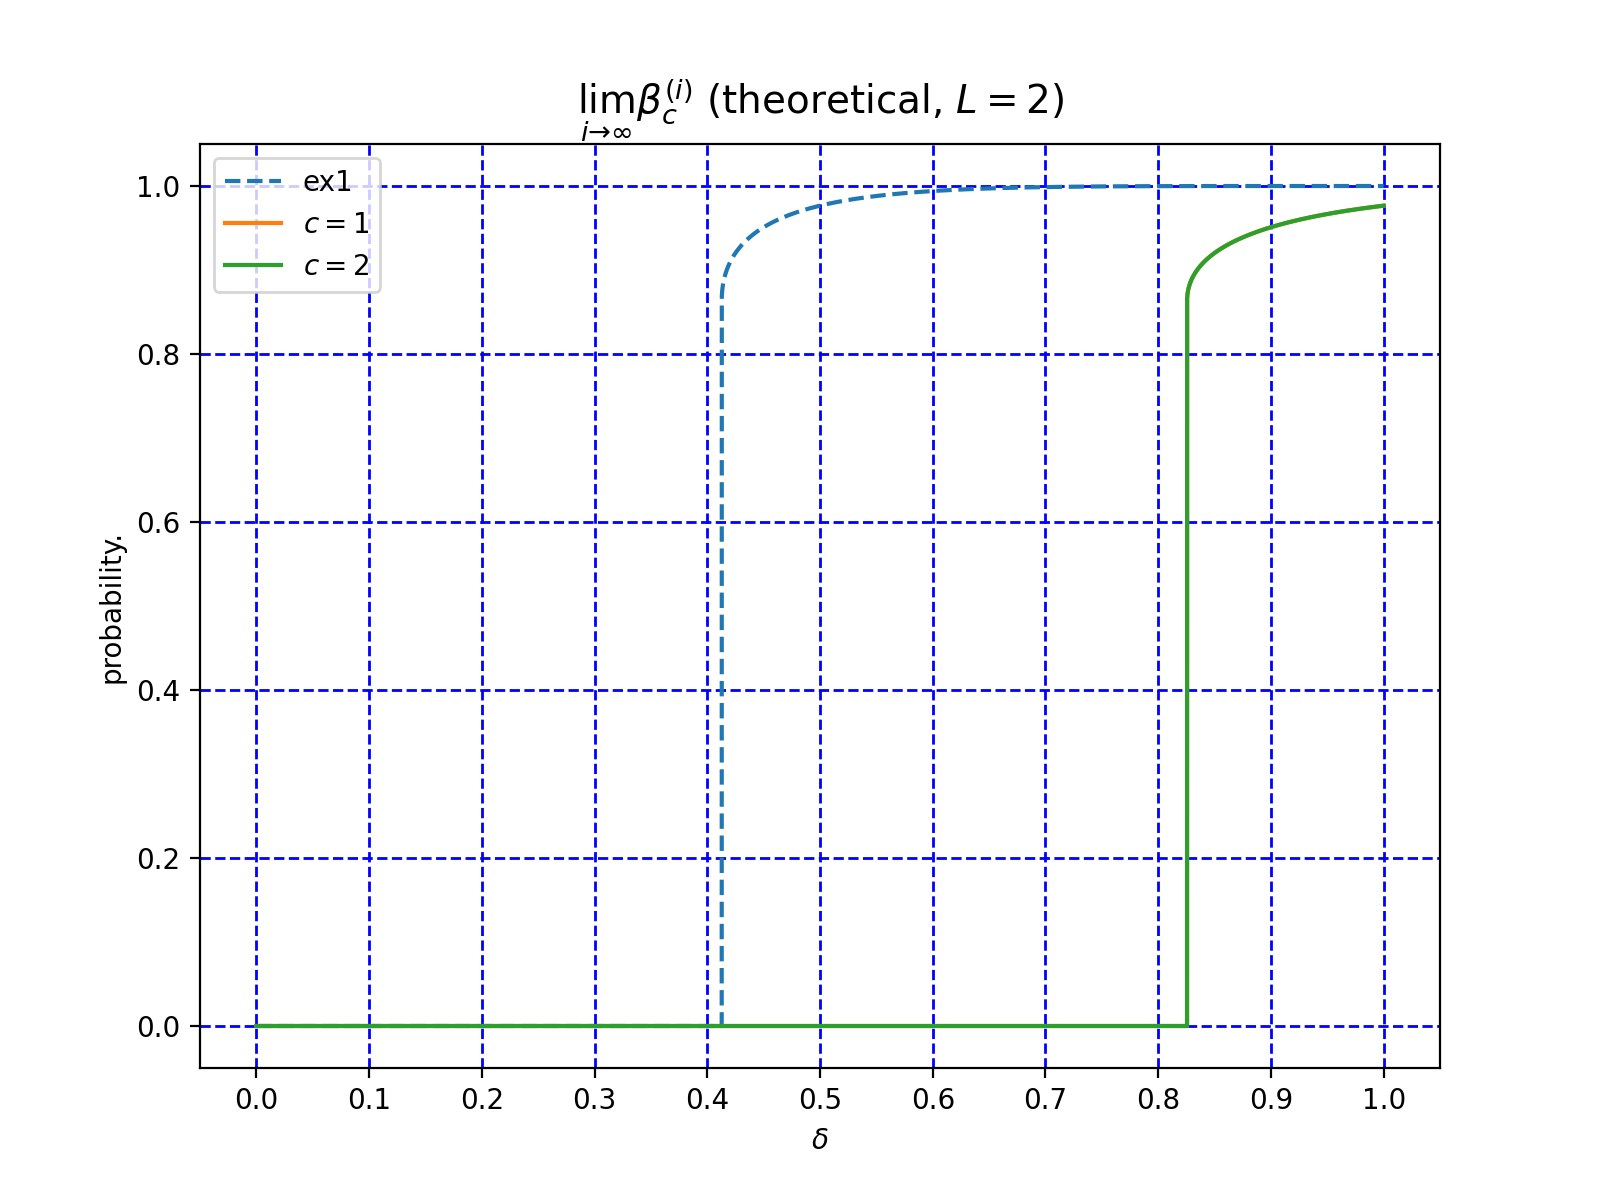 lim β_c^(i) (theoretical, L = 2)
i→∞
ex1
c = 1
c = 2
1.0
0.8
0.6
0.4
0.2
0.0
probability.
0.0 0.1 0.2 0.3 0.4 0.5 0.6 0.7 0.8 0.9 1.0
δ